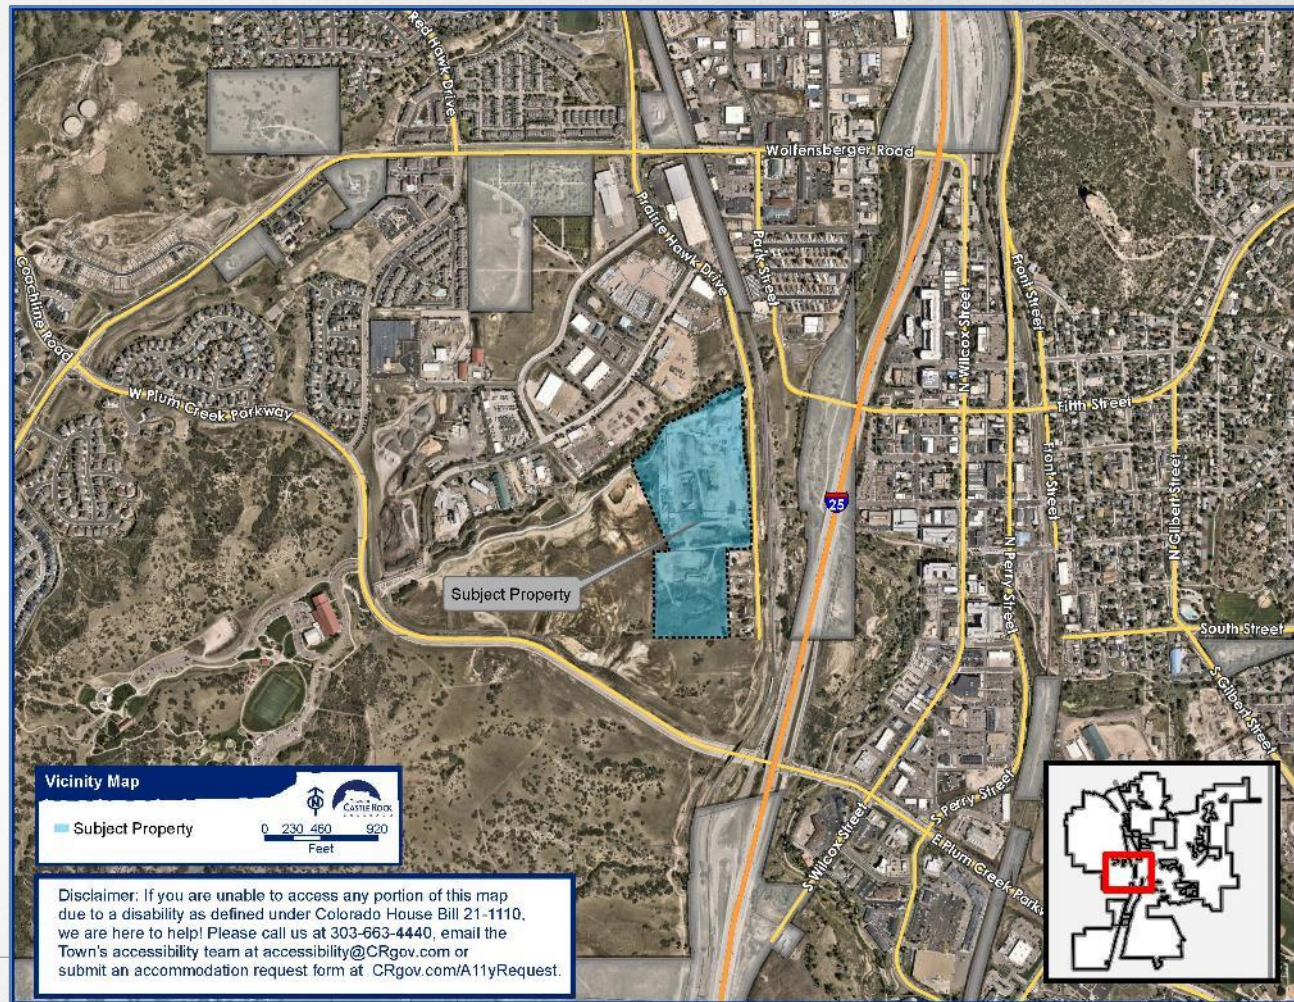 Red Hawk Drive
Wolfensberger Road
Prairie Hawk Drive
Park Street
Coachline Road
W Plum Creek Parkway
N Wilcox Street
Front Street
Fifth Street
Front Street
N Gilbert Street
25
N Perry Street
Subject Property
South Street
S Gilbert Street
S Perry Street
S Wilcox Street
E Plum Creek Parkw
Vicinity Map
N
CASTLE ROCK
COLORADO
Subject Property
0 230 460 920
Feet
Disclaimer: If you are unable to access any portion of this map
due to a disability as defined under Colorado House Bill 21-1110,
we are here to help! Please call us at 303-663-4440, email the
Town's accessibility team at accessibility@CRgov.com or
submit an accommodation request form at CRgov.com/A11yRequest.